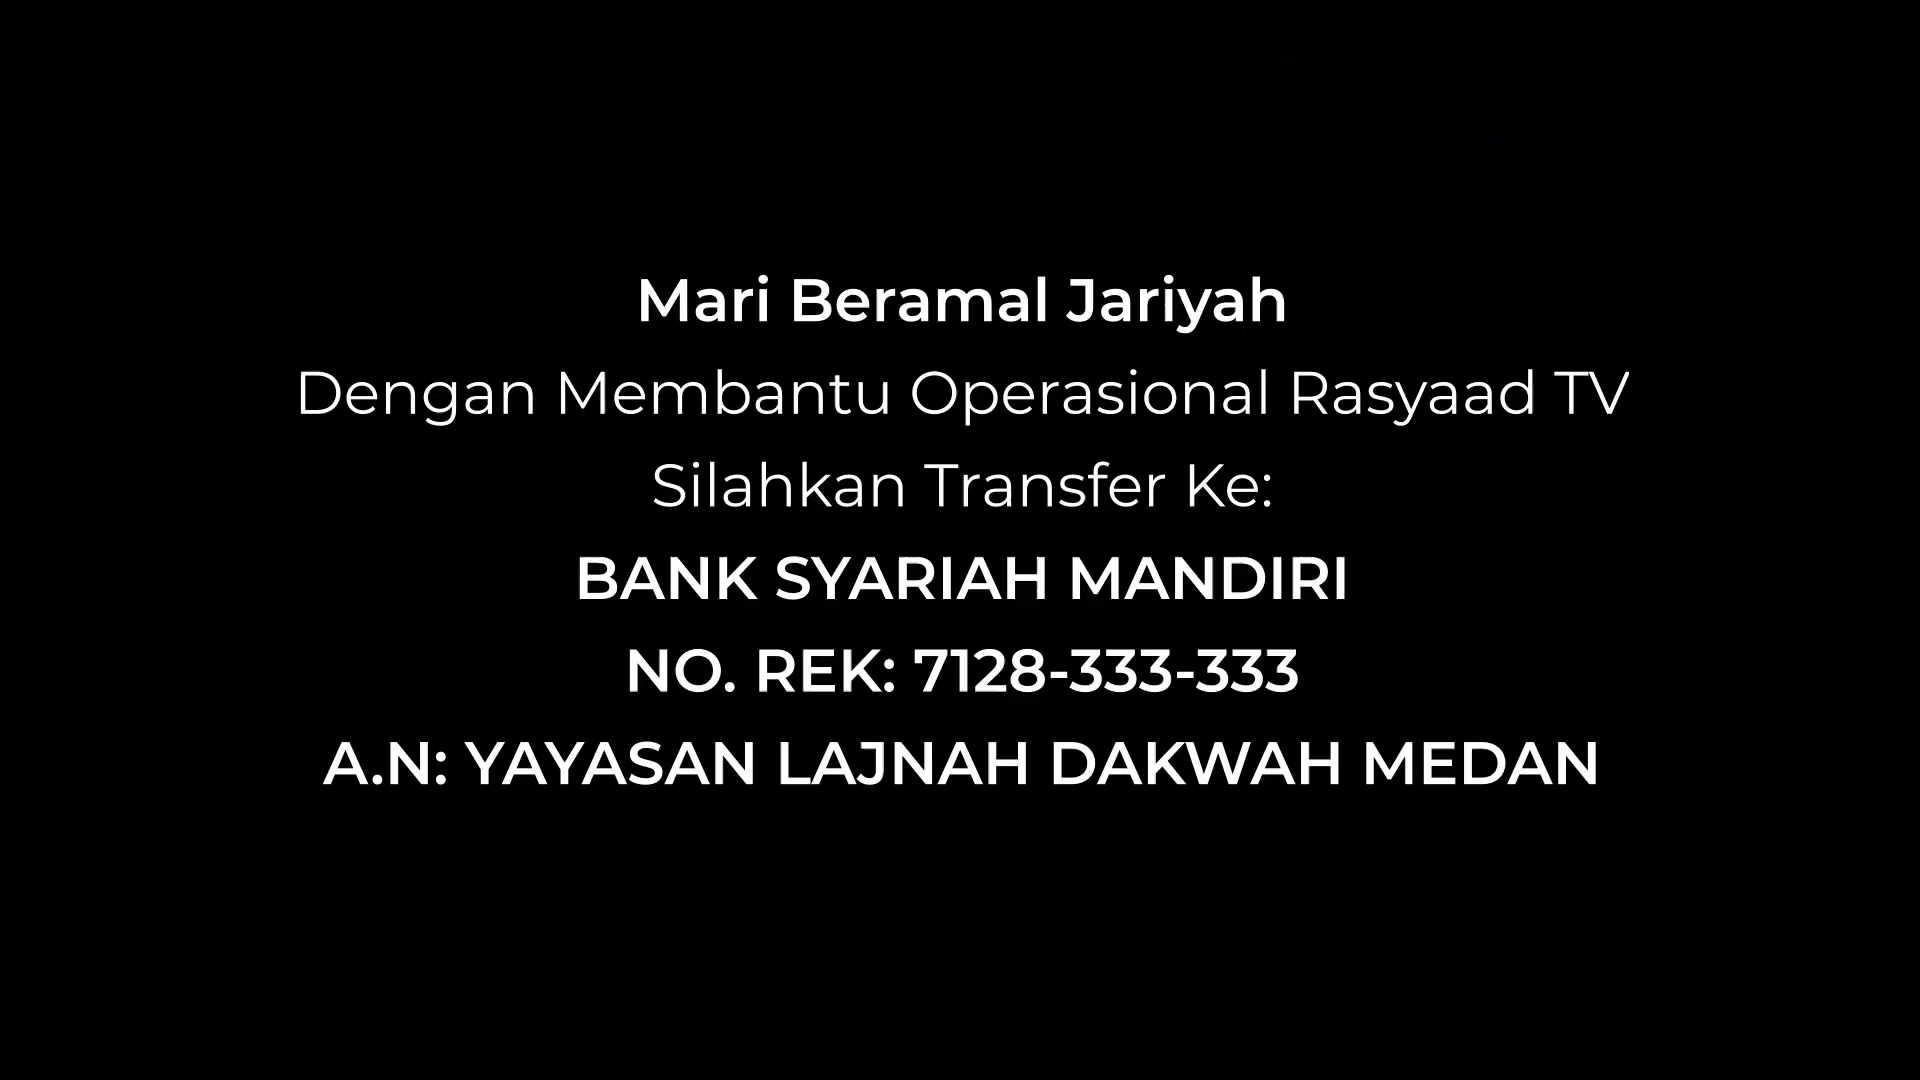 Mari Beramal Jariyah
Dengan Membantu Operasional Rasyaad TV
Silahkan Transfer Ke:
BANK SYARIAH MANDIRI
NO. REK: 7128-333-333
A.N: YAYASAN LAJNAH DAKWAH MEDAN